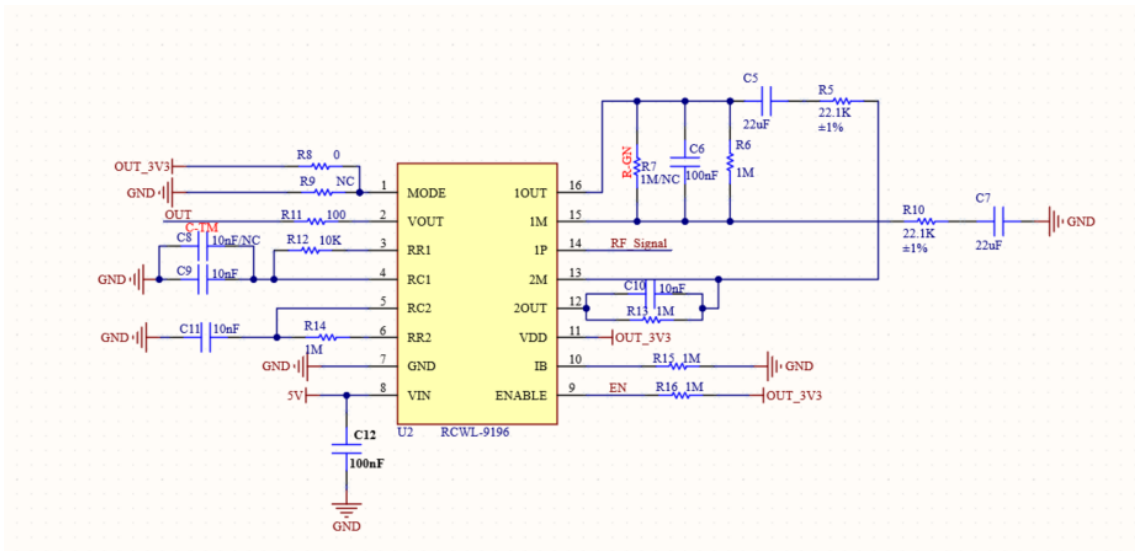 C5
R5
22uF
22.1K
±1%
R-GN
R7
1M/NC
C6
100nF
R6
1M
OUT_3V3
R8 0
GND
R9 NC
1 MODE
1OUT 16
OUT
R11 100
2 VOUT
1M 15
R10
22.1K
±1%
C7
22uF
GND
C-TM
C8 10nF/NC
R12 10K
3 RR1
1P 14
RF_Signal
GND
C9 10nF
4 RC1
2M 13
5 RC2
2OUT 12
C10 10nF
R13 1M
GND
C11 10nF
R14
1M
6 RR2
VDD 11
OUT_3V3
GND
7 GND
IB 10
R15 1M
GND
5V
8 VIN
ENABLE 9
EN
R16 1M
OUT_3V3
U2
RCWL-9196
C12
100nF
GND